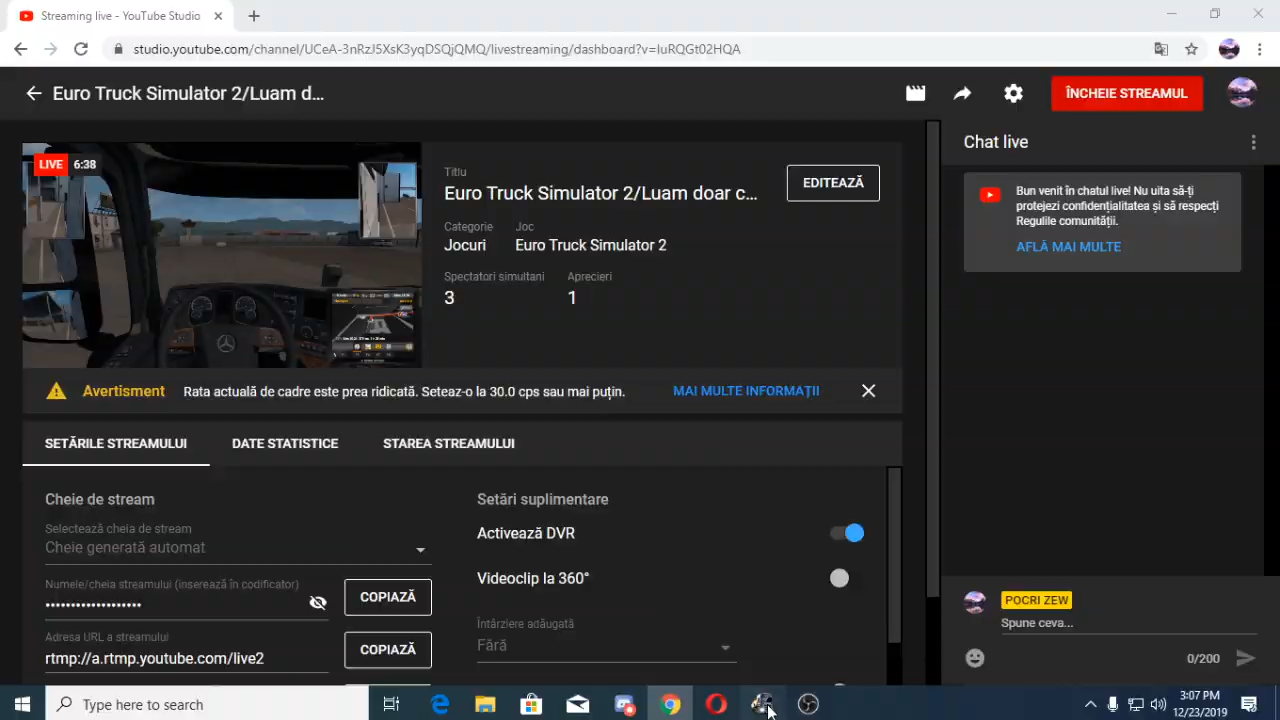 Streaming live - YouTube Studio
studio.youtube.com/channel/UCeA-3nRzJ5XsK3yqDSQjQMQ/livestreaming/dashboard?v=IuRQGt02HQA
Euro Truck Simulator 2/Luam d...
ÎNCHEIE STREAMUL
LIVE 6:38
Titlu
Euro Truck Simulator 2/Luam doar c...
EDITEAZĂ
Categorie Joc
Jocuri Euro Truck Simulator 2
Spectatori simultani Aprecieri
3 1
Avertisment Rata actuală de cadre este prea ridicată. Seteaz-o la 30.0 cps sau mai puțin. MAI MULTE INFORMAȚII
SETĂRILE STREAMULUI DATE STATISTICE STAREA STREAMULUI
Cheie de stream
Selectează cheia de stream
Cheie generată automat
Numele/cheia streamului (inserează în codificator)
••••••••••••••••••• COPIAZĂ
Adresa URL a streamului
rtmp://a.rtmp.youtube.com/live2 COPIAZĂ
Setări suplimentare
Activează DVR
Videoclip la 360°
Întârziere adăugată
Fără
Chat live
Bun venit în chatul live! Nu uita să-ți
protejezi confidențialitatea și să respecți
Regulile comunității.
AFLĂ MAI MULTE
POCRI ZEW
Spune ceva...
0/200
Type here to search
3:07 PM
12/23/2019